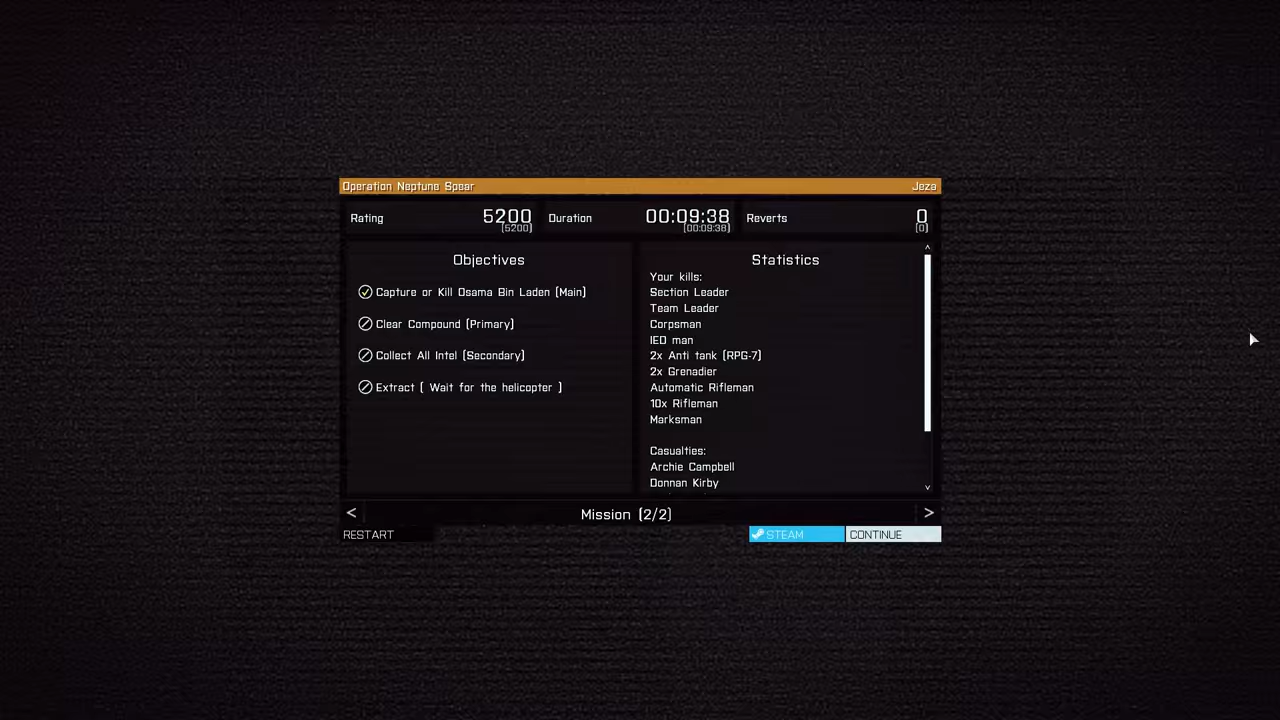 Operation Neptune Spear
Jeza
Rating
5200
(5200)
Duration
00:09:38
(00:09:38)
Reverts
0
(0)
Objectives
Capture or Kill Osama Bin Laden (Main)
Clear Compound (Primary)
Collect All Intel (Secondary)
Extract ( Wait for the helicopter )
Statistics
Your kills:
Section Leader
Team Leader
Corpsman
IED man
2x Anti tank (RPG-7)
2x Grenadier
Automatic Rifleman
10x Rifleman
Marksman
Casualties:
Archie Campbell
Donnan Kirby
< Mission (2/2) >
RESTART
STEAM
CONTINUE